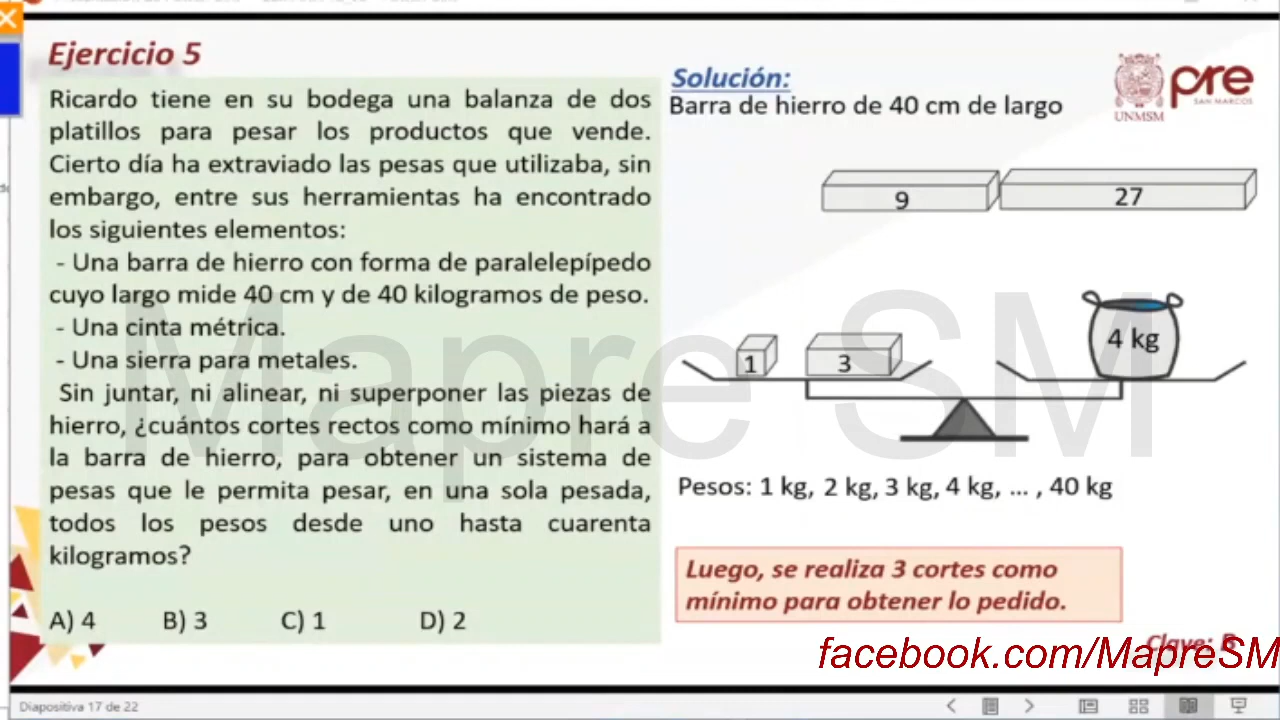 Ejercicio 5
Ricardo tiene en su bodega una balanza de dos
platillos para pesar los productos que vende.
Cierto día ha extraviado las pesas que utilizaba, sin
embargo, entre sus herramientas ha encontrado
los siguientes elementos:
- Una barra de hierro con forma de paralelepípedo
cuyo largo mide 40 cm y de 40 kilogramos de peso.
- Una cinta métrica.
- Una sierra para metales.
Sin juntar, ni alinear, ni superponer las piezas de
hierro, ¿cuántos cortes rectos como mínimo hará a
la barra de hierro, para obtener un sistema de
pesas que le permita pesar, en una sola pesada,
todos los pesos desde uno hasta cuarenta
kilogramos?
A) 4 B) 3 C) 1 D) 2
Solución:
Barra de hierro de 40 cm de largo
pre
SAN MARCOS
UNMSM
9 27
1 3 4 kg
Pesos: 1 kg, 2 kg, 3 kg, 4 kg, ... , 40 kg
Luego, se realiza 3 cortes como
mínimo para obtener lo pedido.
Clave: B
facebook.com/MapreSM
Mapre SM
Diapositiva 17 de 22